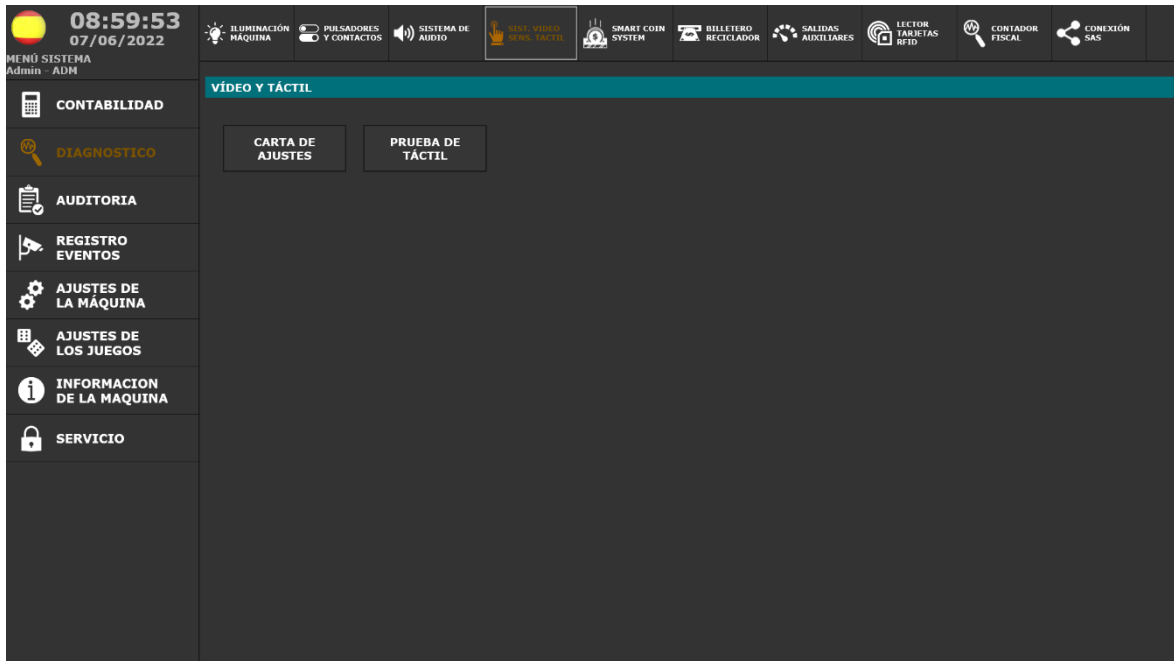 08:59:53
07/06/2022
MENÚ SISTEMA
Admin - ADM
ILUMINACIÓN
MÁQUINA
PULSADORES
Y CONTACTOS
SISTEMA DE
AUDIO
SIST. VIDEO
SENS. TACTIL
SMART COIN
SYSTEM
BILLETERO
RECICLADOR
SALIDAS
AUXILIARES
LECTOR
TARJETAS
RFID
CONTADOR
FISCAL
CONEXIÓN
SAS
CONTABILIDAD
DIAGNOSTICO
AUDITORIA
REGISTRO
EVENTOS
AJUSTES DE
LA MÁQUINA
AJUSTES DE
LOS JUEGOS
INFORMACION
DE LA MAQUINA
SERVICIO
VÍDEO Y TÁCTIL
CARTA DE
AJUSTES
PRUEBA DE
TÁCTIL